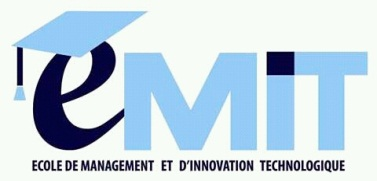 eMiT
ECOLE DE MANAGEMENT ET D'INNOVATION TECHNOLOGIQUE